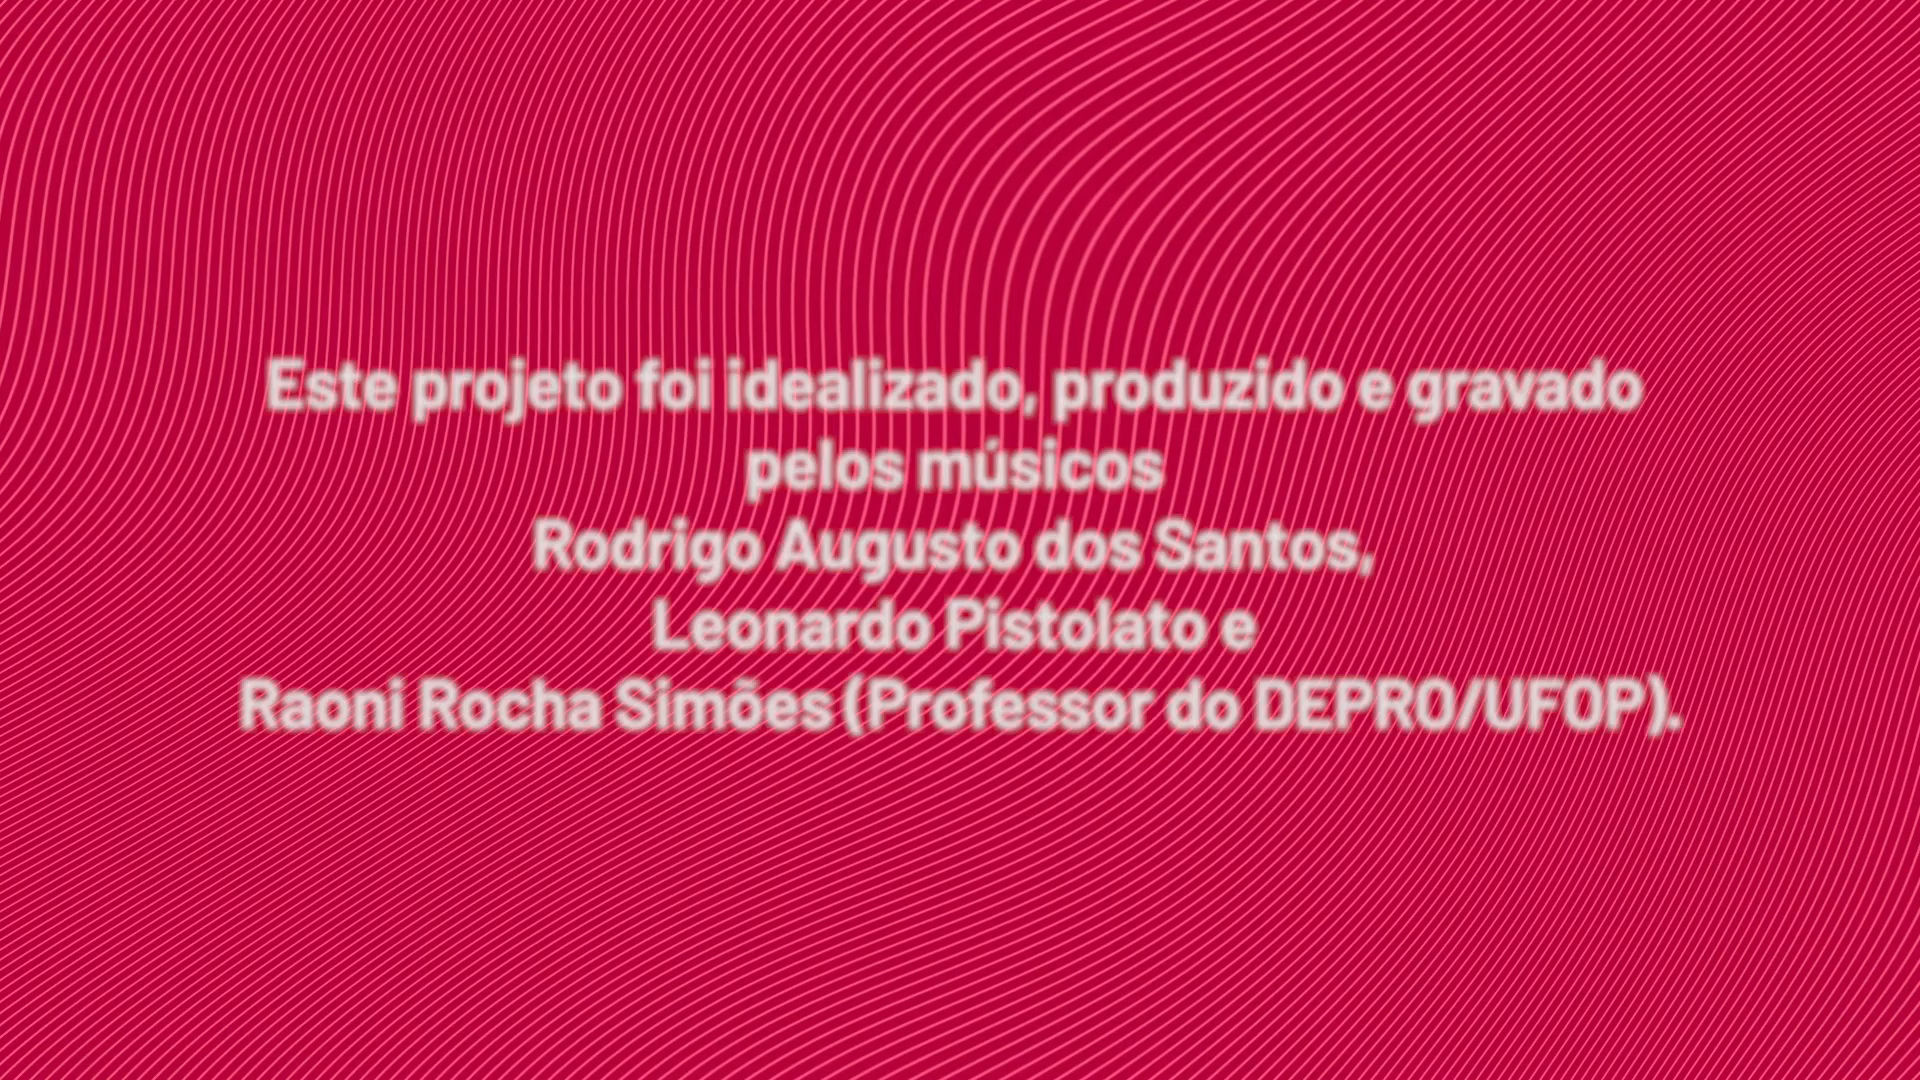 Este projeto foi idealizado, produzido e gravado
pelos músicos
Rodrigo Augusto dos Santos,
Leonardo Pistolato e
Raoni Rocha Simões (Professor do DEPRO/UFOP).